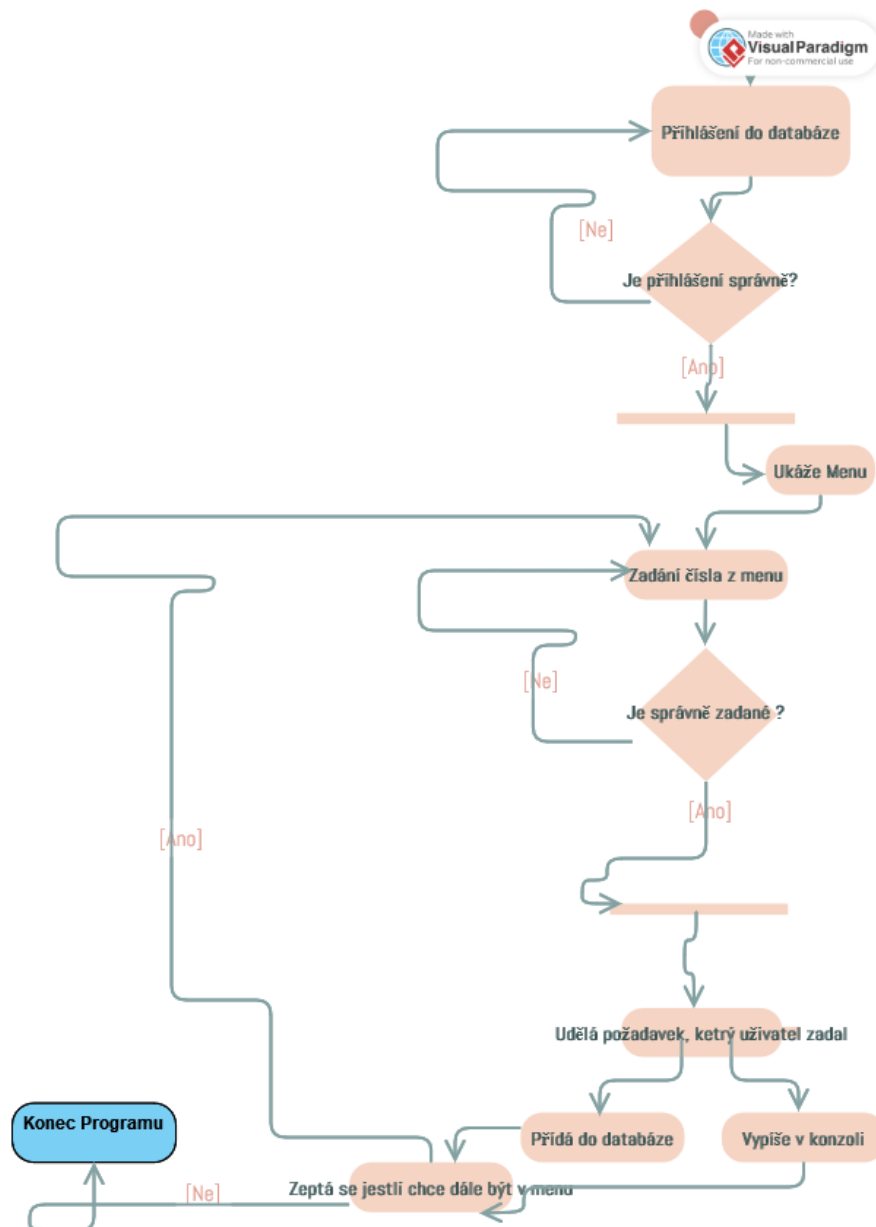 Made with
Visual Paradigm
For non-commercial use
Přihlášení do databáze
[Ne]
Je přihlášení správně?
[Ano]
Ukáže Menu
Zadání čísla z menu
[Ne]
Je správně zadané ?
[Ano]
[Ano]
Udělá požadavek, ketrý uživatel zadal
Konec Programu
Přidá do databáze
Vypíše v konzoli
Zeptá se jestli chce dále být v menu
[Ne]